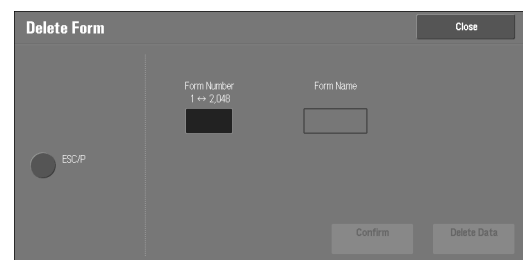 Delete Form
Close
Form Number
1 ↔ 2,048
Form Name
ESC/P
Confirm
Delete Data